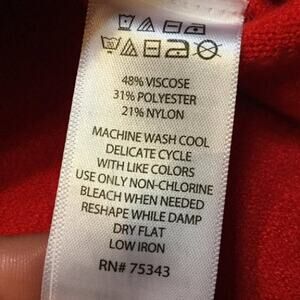 48% VISCOSE
31% POLYESTER
21% NYLON
MACHINE WASH COOL
DELICATE CYCLE
WITH LIKE COLORS
USE ONLY NON-CHLORINE
BLEACH WHEN NEEDED
RESHAPE WHILE DAMP
DRY FLAT
LOW IRON
RN# 75343